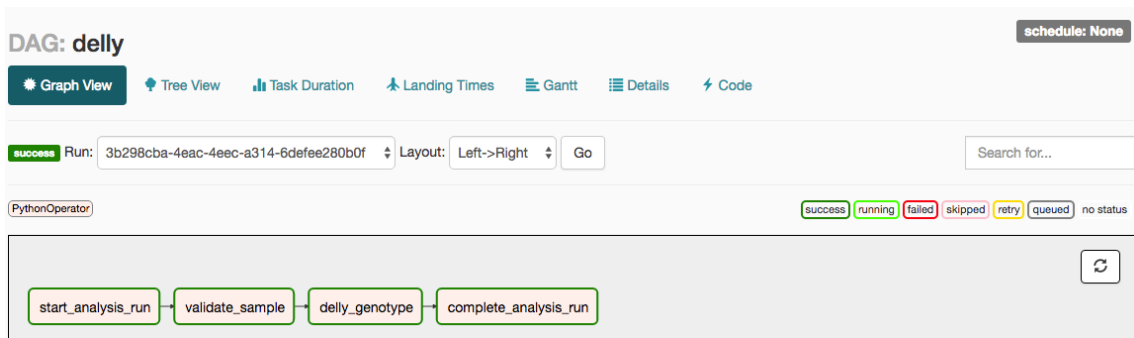 DAG: delly
schedule: None
Graph View Tree View Task Duration Landing Times Gantt Details Code
success Run: 3b298cba-4eac-4eec-a314-6defee280b0f Layout: Left->Right Go Search for...
PythonOperator success running failed skipped retry queued no status
start_analysis_run validate_sample delly_genotype complete_analysis_run